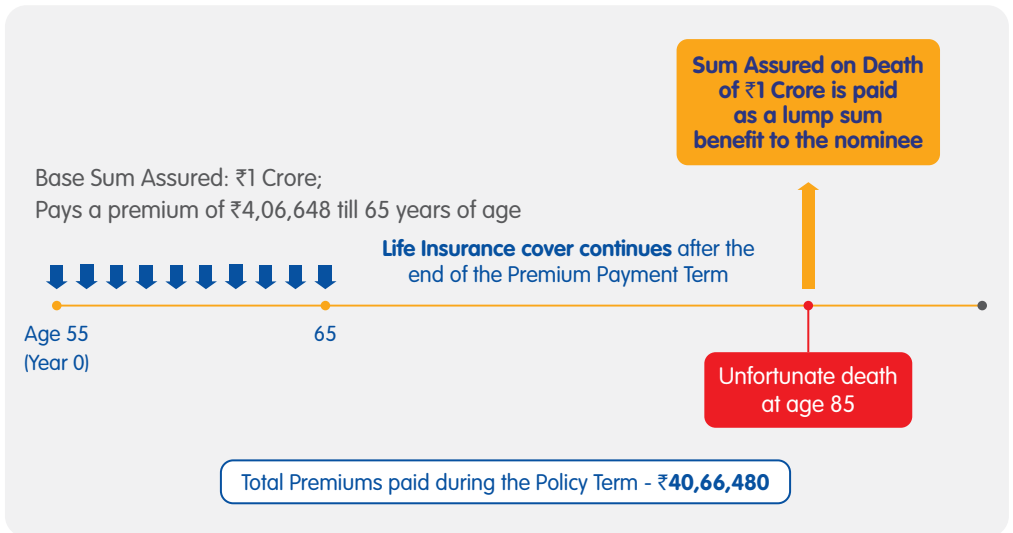 Sum Assured on Death
of ₹1 Crore is paid
as a lump sum
benefit to the nominee
Base Sum Assured: ₹1 Crore;
Pays a premium of ₹4,06,648 till 65 years of age
Life Insurance cover continues after the
end of the Premium Payment Term
Age 55
(Year 0)
65
Unfortunate death
at age 85
Total Premiums paid during the Policy Term - ₹40,66,480